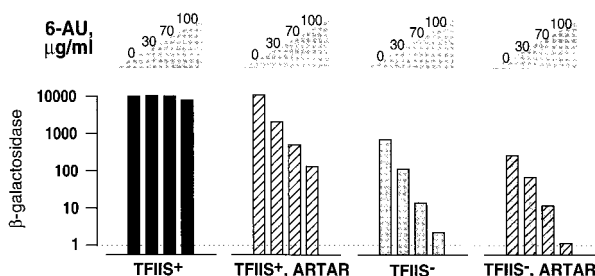 6-AU,
μg/ml
0 30 70 100
0 30 70 100
0 30 70 100
0 30 70 100
β-galactosidase
10000
1000
100
10
1
TFIIS+
TFIIS+, ARTAR
TFIIS-
TFIIS-, ARTAR